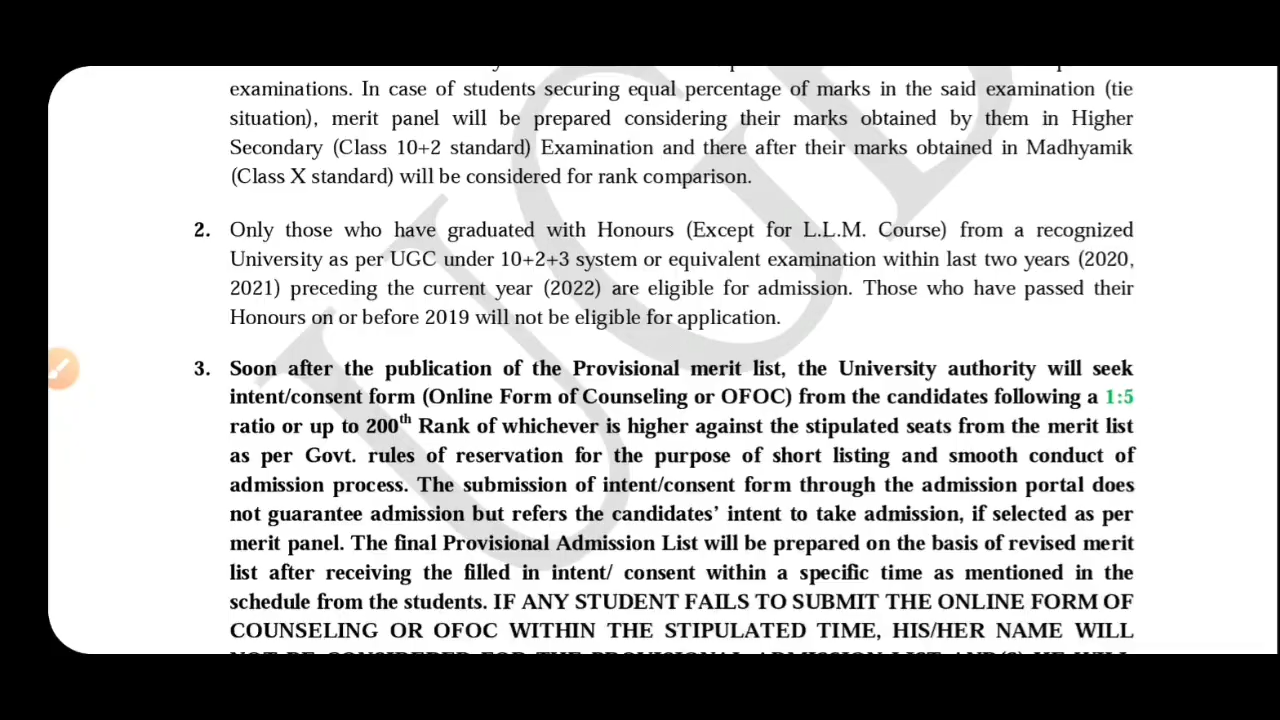 examinations. In case of students securing equal percentage of marks in the said examination (tie
situation), merit panel will be prepared considering their marks obtained by them in Higher
Secondary (Class 10+2 standard) Examination and there after their marks obtained in Madhyamik
(Class X standard) will be considered for rank comparison.
2. Only those who have graduated with Honours (Except for L.L.M. Course) from a recognized
University as per UGC under 10+2+3 system or equivalent examination within last two years (2020,
2021) preceding the current year (2022) are eligible for admission. Those who have passed their
Honours on or before 2019 will not be eligible for application.
3. Soon after the publication of the Provisional merit list, the University authority will seek
intent/consent form (Online Form of Counseling or OFOC) from the candidates following a 1:5
ratio or up to 200th Rank of whichever is higher against the stipulated seats from the merit list
as per Govt. rules of reservation for the purpose of short listing and smooth conduct of
admission process. The submission of intent/consent form through the admission portal does
not guarantee admission but refers the candidates' intent to take admission, if selected as per
merit panel. The final Provisional Admission List will be prepared on the basis of revised merit
list after receiving the filled in intent/ consent within a specific time as mentioned in the
schedule from the students. IF ANY STUDENT FAILS TO SUBMIT THE ONLINE FORM OF
COUNSELING OR OFOC WITHIN THE STIPULATED TIME, HIS/HER NAME WILL
NOT BE CONSIDERED FOR THE PROVISIONAL ADMISSION LIST AND(S) HE WILL